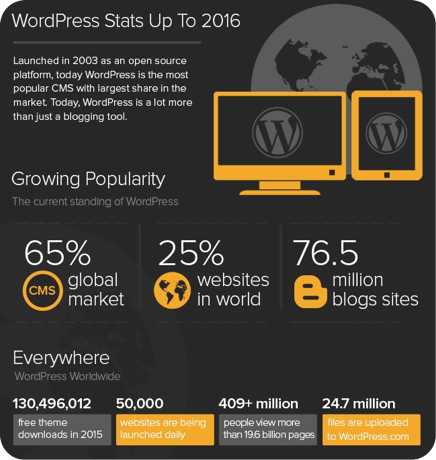 WordPress Stats Up To 2016
Launched in 2003 as an open source
platform, today WordPress is the most
popular CMS with largest share in the
market. Today, WordPress is a lot more
than just a blogging tool.
Growing Popularity
The current standing of WordPress
65%
CMS
global
market
25%
websites
in world
76.5
million
blogs sites
Everywhere
WordPress Worldwide
130,496,012
free theme
downloads in 2015
50,000
websites are being
launched daily
409+ million
people view more
than 19.6 billion pages
24.7 million
files are uploaded
to WordPress.com